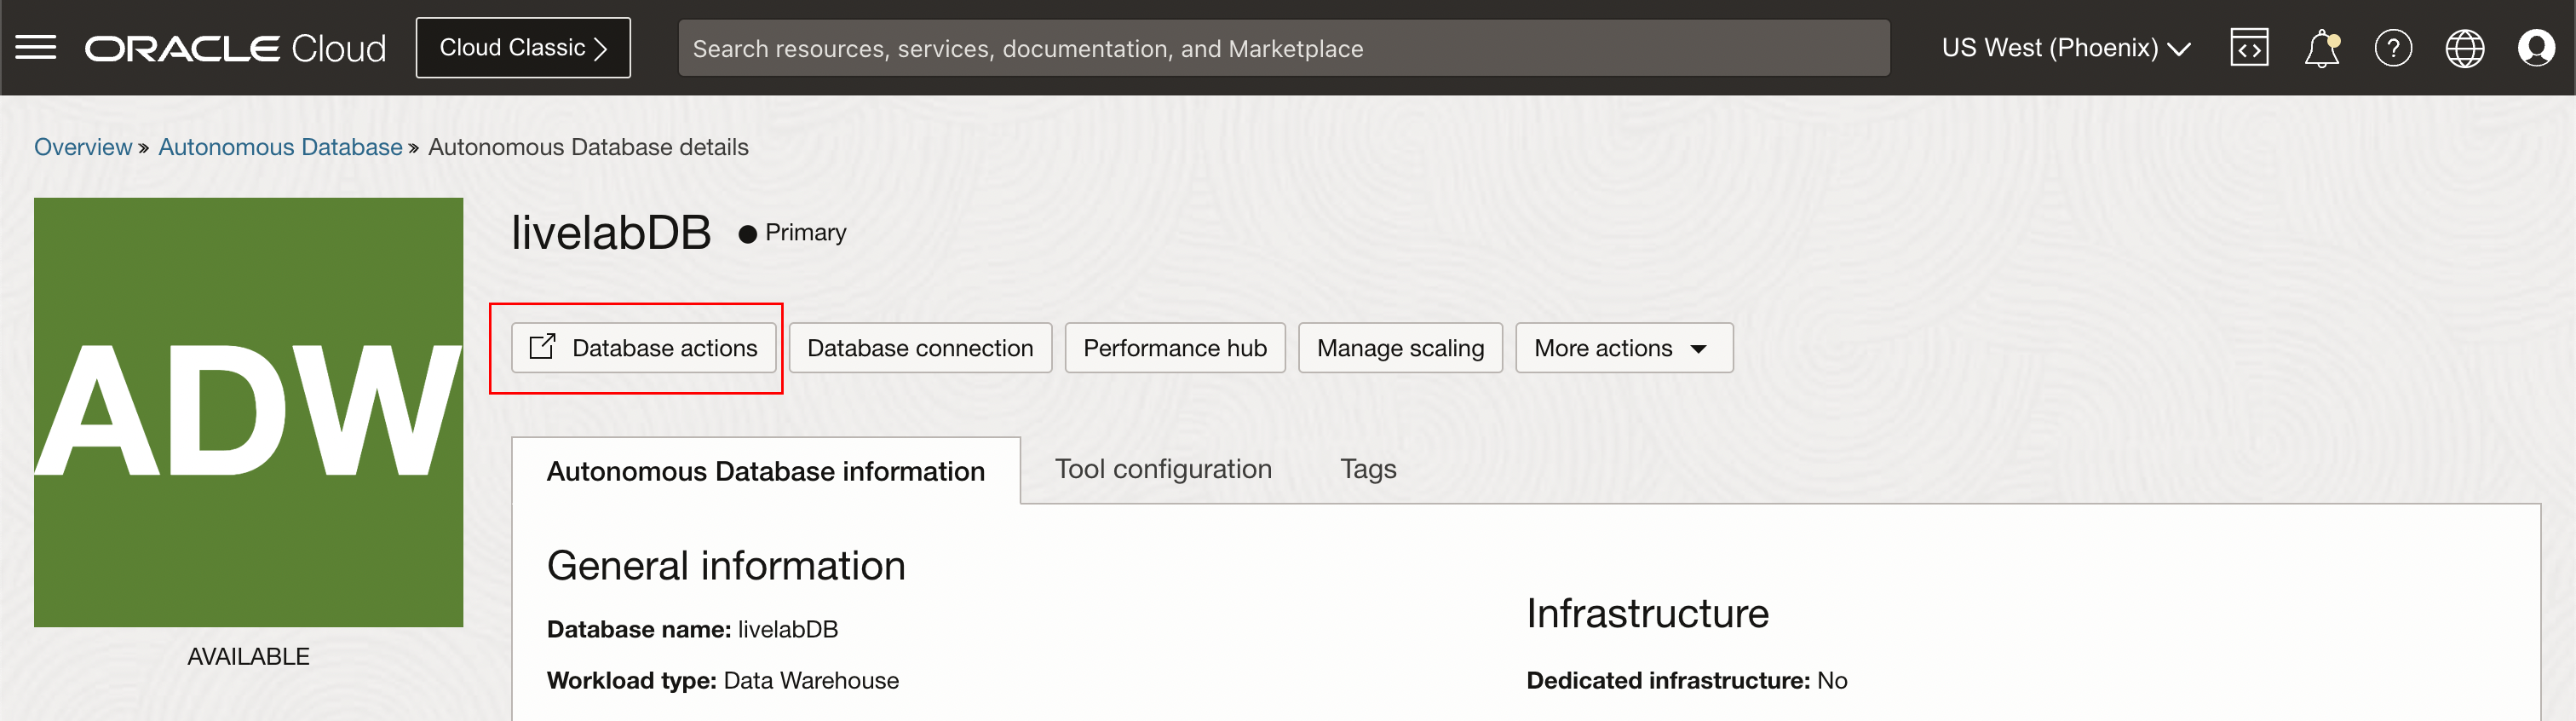 ORACLE Cloud
Cloud Classic
Search resources, services, documentation, and Marketplace
US West (Phoenix)
Overview » Autonomous Database » Autonomous Database details
ADW
AVAILABLE
livelabDB
Primary
Database actions
Database connection
Performance hub
Manage scaling
More actions
Autonomous Database information
Tool configuration
Tags
General information
Database name: livelabDB
Workload type: Data Warehouse
Infrastructure
Dedicated infrastructure: No